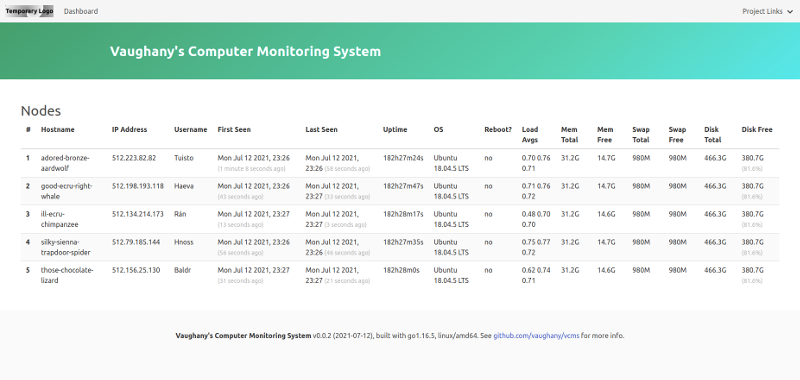 Temporary Logo Dashboard Project Links
Vaughany's Computer Monitoring System
Nodes
# Hostname IP Address Username First Seen Last Seen Uptime OS Reboot? Load Avgs Mem Total Mem Free Swap Total Swap Free Disk Total Disk Free
1 adored-bronze-aardwolf 512.223.82.82 Tuisto Mon Jul 12 2021, 23:26 (1 minute 8 seconds ago) Mon Jul 12 2021, 23:26 (58 seconds ago) 182h27m24s Ubuntu 18.04.5 LTS no 0.70 0.76 0.71 31.2G 14.7G 980M 980M 466.3G 380.7G (81.6%)
2 good-ecru-right-whale 512.198.193.118 Haeva Mon Jul 12 2021, 23:26 (43 seconds ago) Mon Jul 12 2021, 23:27 (33 seconds ago) 182h27m47s Ubuntu 18.04.5 LTS no 0.71 0.76 0.72 31.2G 14.6G 980M 980M 466.3G 380.7G (81.6%)
3 ill-ecru-chimpanzee 512.134.214.173 Rán Mon Jul 12 2021, 23:27 (13 seconds ago) Mon Jul 12 2021, 23:27 (3 seconds ago) 182h28m17s Ubuntu 18.04.5 LTS no 0.48 0.70 0.70 31.2G 14.6G 980M 980M 466.3G 380.7G (81.6%)
4 silky-sienna-trapdoor-spider 512.79.185.144 Hnoss Mon Jul 12 2021, 23:26 (56 seconds ago) Mon Jul 12 2021, 23:26 (46 seconds ago) 182h27m35s Ubuntu 18.04.5 LTS no 0.75 0.77 0.72 31.2G 14.7G 980M 980M 466.3G 380.7G (81.6%)
5 those-chocolate-lizard 512.156.25.130 Baldr Mon Jul 12 2021, 23:27 (31 seconds ago) Mon Jul 12 2021, 23:27 (21 seconds ago) 182h28m0s Ubuntu 18.04.5 LTS no 0.62 0.74 0.71 31.2G 14.6G 980M 980M 466.3G 380.7G (81.6%)
Vaughany's Computer Monitoring System v0.0.2 (2021-07-12), built with go1.16.5, linux/amd64. See github.com/vaughany/vcms for more info.